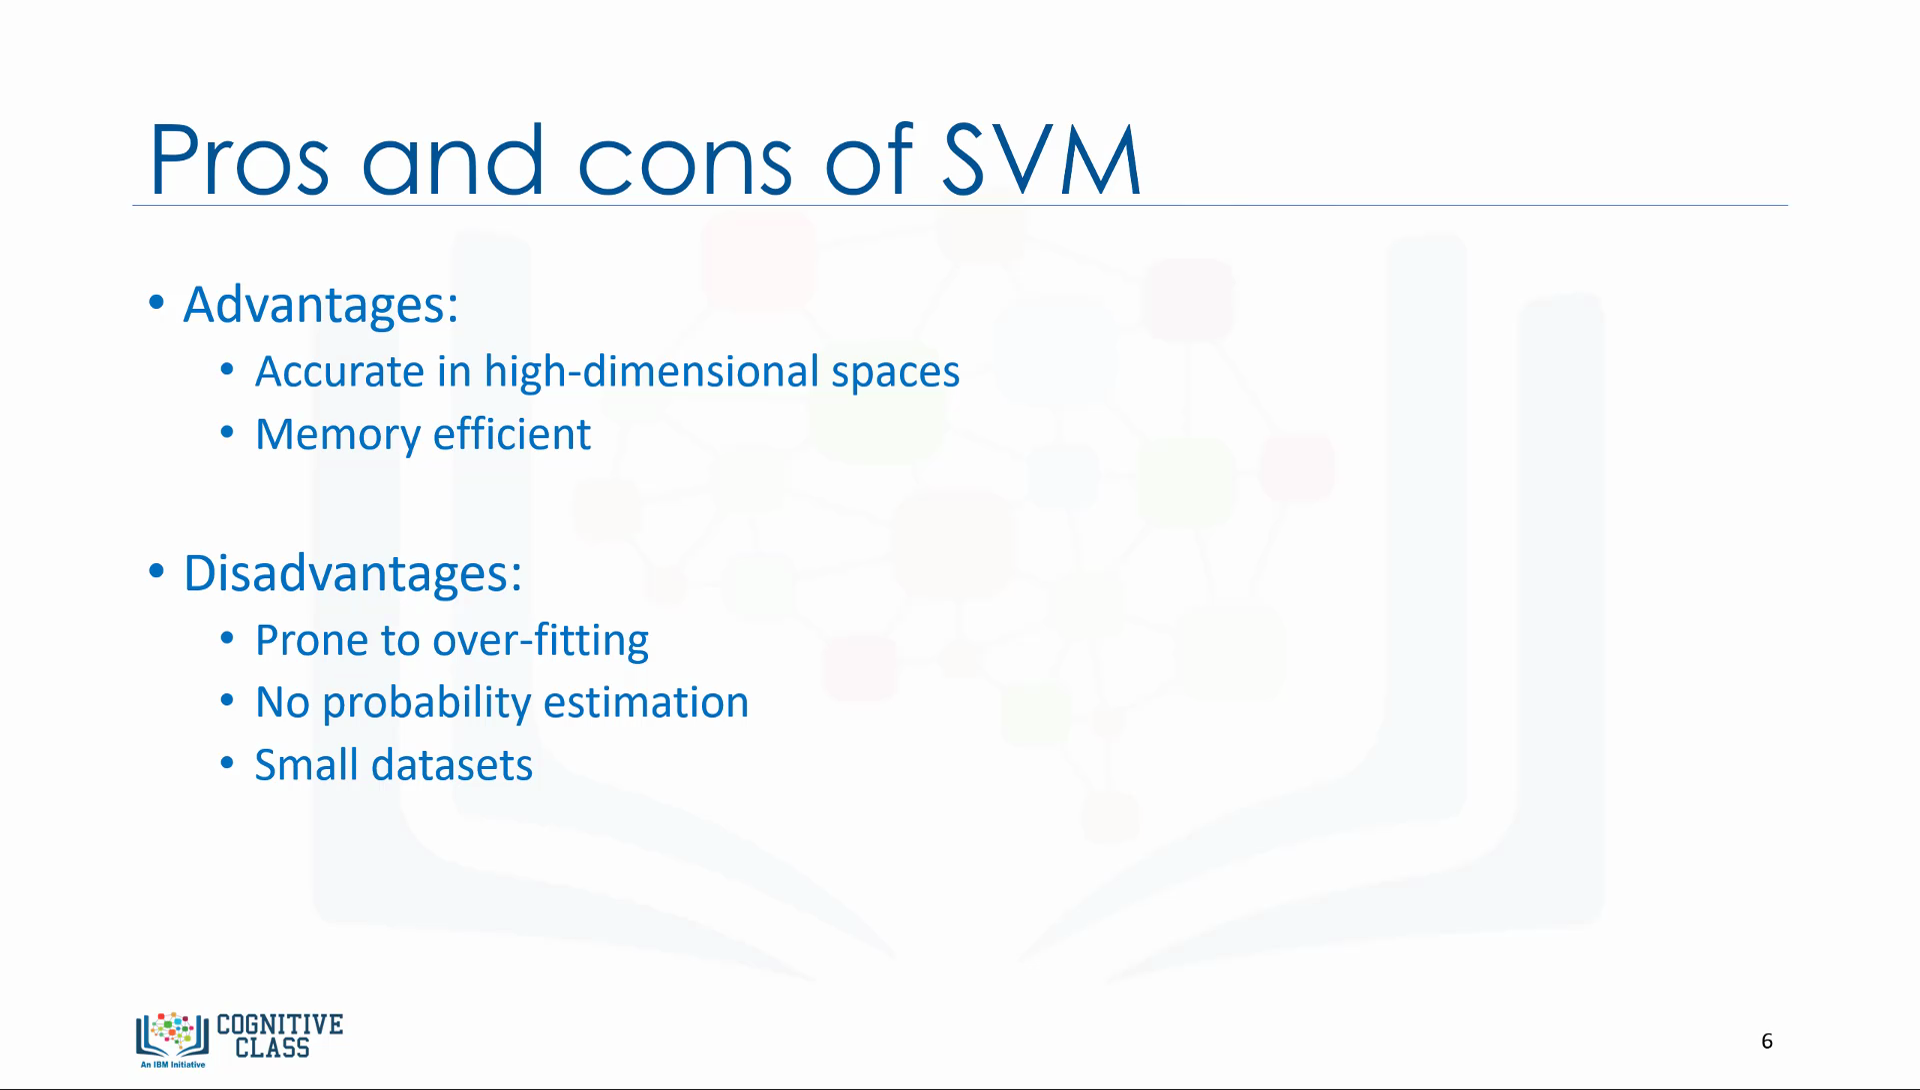 Pros and cons of SVM
• Advantages:
• Accurate in high-dimensional spaces
• Memory efficient
• Disadvantages:
• Prone to over-fitting
• No probability estimation
• Small datasets
COGNITIVE
CLASS
An IBM Initiative
6